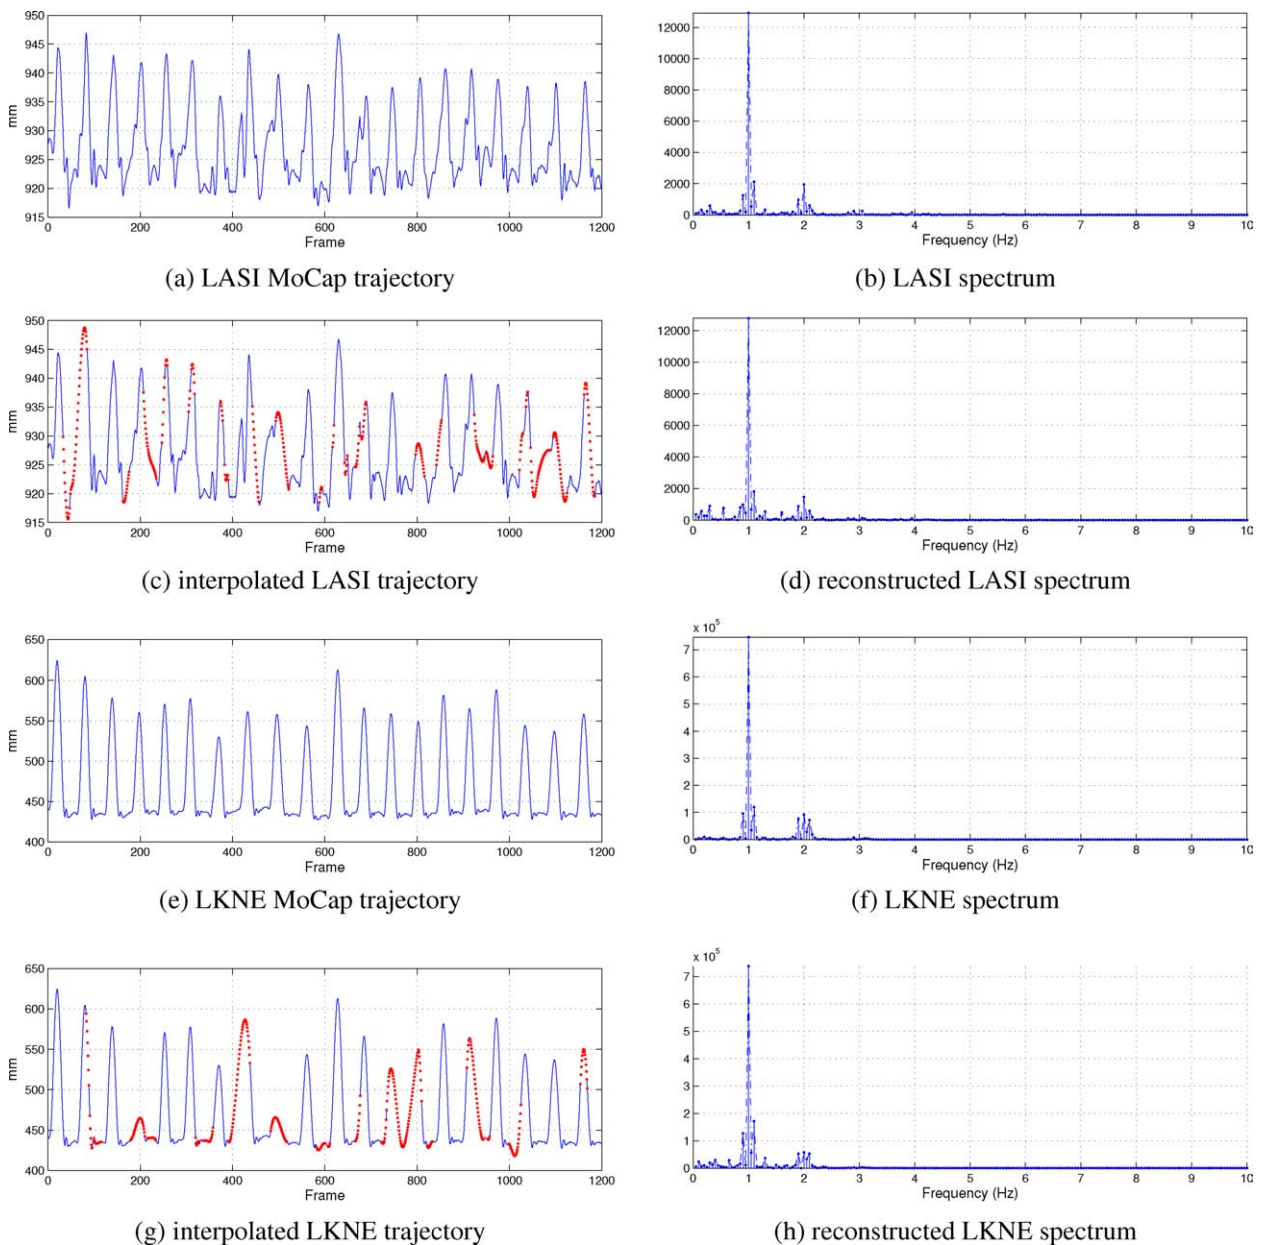 950
945
940
935
930
925
920
915
mm
0 200 400 600 800 1000 1200
Frame
(a) LASI MoCap trajectory
12000
10000
8000
6000
4000
2000
0
0 1 2 3 4 5 6 7 8 9 10
Frequency (Hz)
(b) LASI spectrum
950
945
940
935
930
925
920
915
mm
0 200 400 600 800 1000 1200
Frame
(c) interpolated LASI trajectory
12000
10000
8000
6000
4000
2000
0
0 1 2 3 4 5 6 7 8 9 10
Frequency (Hz)
(d) reconstructed LASI spectrum
650
600
550
500
450
400
mm
0 200 400 600 800 1000 1200
Frame
(e) LKNE MoCap trajectory
x 10^5
7
6
5
4
3
2
1
0
0 1 2 3 4 5 6 7 8 9 10
Frequency (Hz)
(f) LKNE spectrum
650
600
550
500
450
400
mm
0 200 400 600 800 1000 1200
Frame
(g) interpolated LKNE trajectory
x 10^5
7
6
5
4
3
2
1
0
0 1 2 3 4 5 6 7 8 9 10
Frequency (Hz)
(h) reconstructed LKNE spectrum